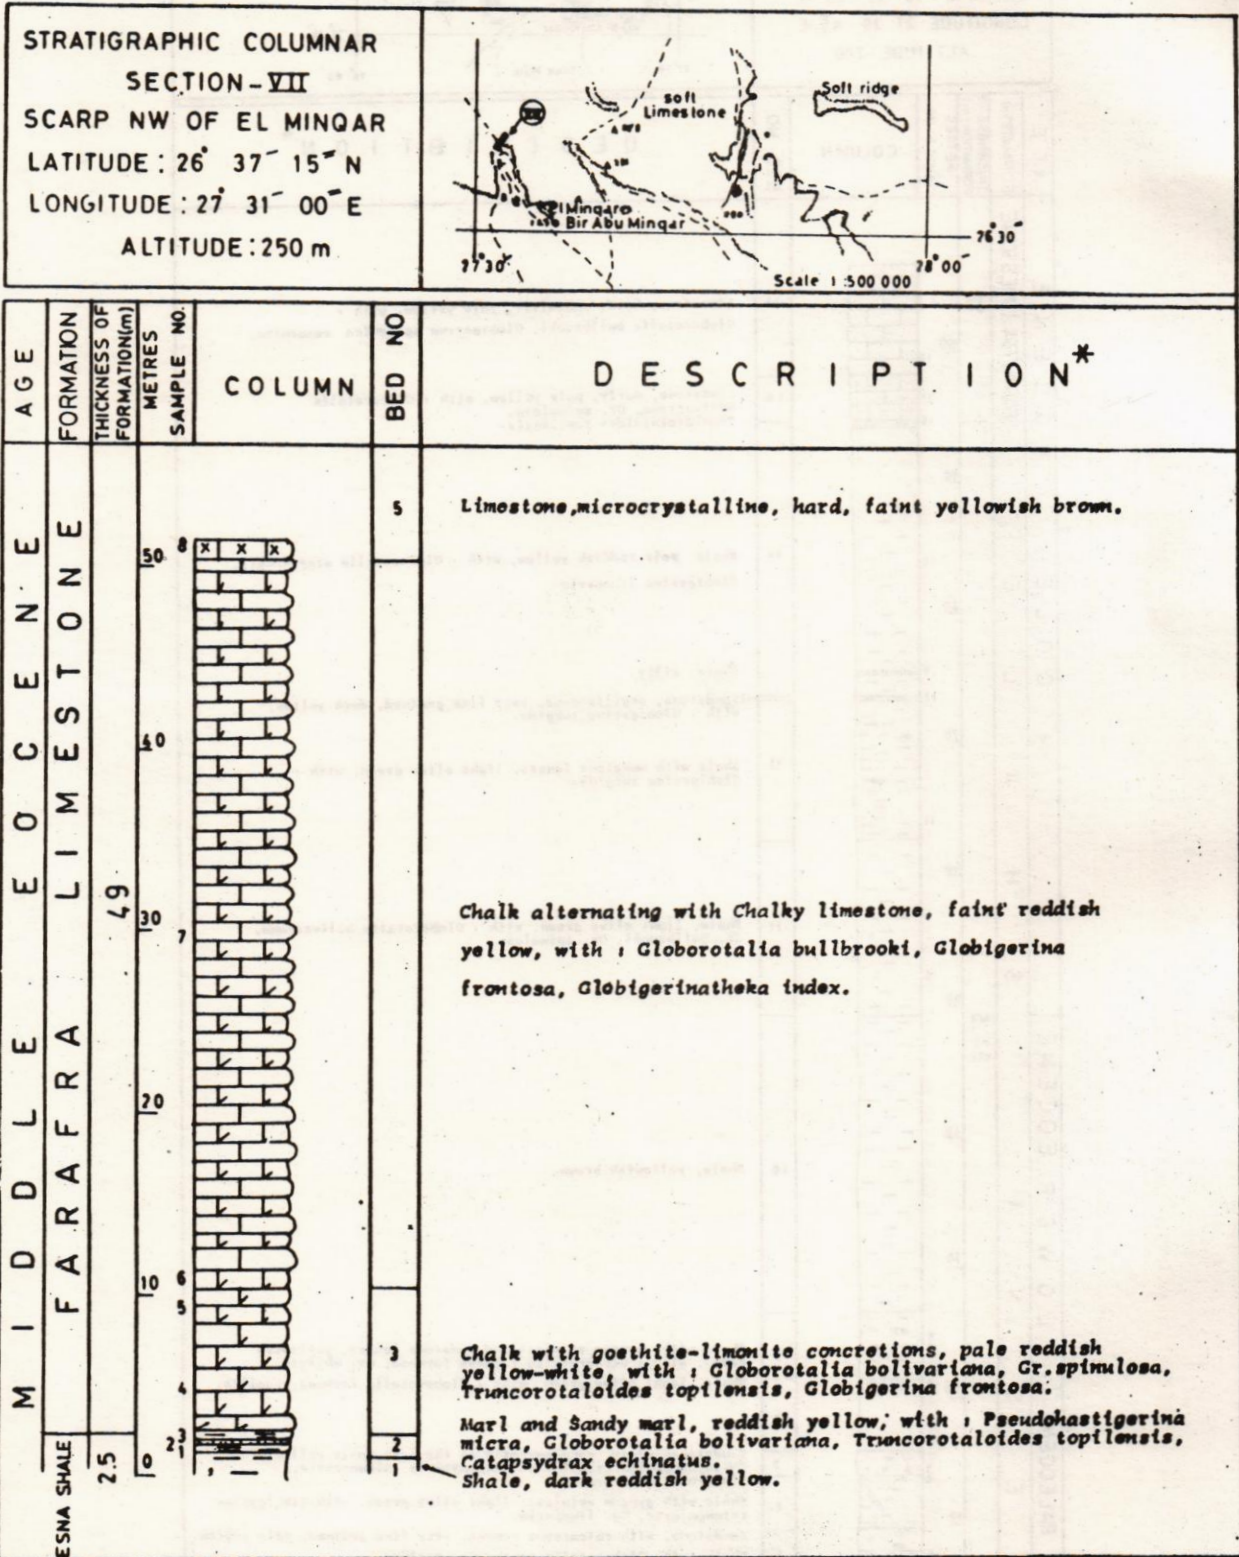 STRATIGRAPHIC COLUMNAR
SECTION-VII
SCARP NW OF EL MINQAR
LATITUDE: 26° 37' 15" N
LONGITUDE: 27° 31' 00" E
ALTITUDE: 250 m
VII
soft
Limestone
Soft ridge
El Minqar
Bir Abu Minqar
26°30'
27°30'
28°00'
Scale 1:500 000
AGE
FORMATION
THICKNESS OF FORMATION(m)
METRES
SAMPLE NO.
COLUMN
BED NO
DESCRIPTION*
MIDDLE EOCENE
FARAFRA LIMESTONE
ESNA SHALE
49
2.5
50
40
30
20
10
0
8
7
6
5
4
3
2
1
5
3
2
1
Limestone, microcrystalline, hard, faint yellowish brown.
Chalk alternating with Chalky limestone, faint reddish
yellow, with : Globorotalia bullbrooki, Globigerina
frontosa, Globigerinatheka index.
Chalk with goethite-limonite concretions, pale reddish
yellow-white, with : Globorotalia bolivariana, Gr.spinulosa,
Truncorotaloides topilensis, Globigerina frontosa.
Marl and Sandy marl, reddish yellow, with : Pseudohastigerina
micra, Globorotalia bolivariana, Truncorotaloides topilensis,
Catapsydrax echinatus.
Shale, dark reddish yellow.